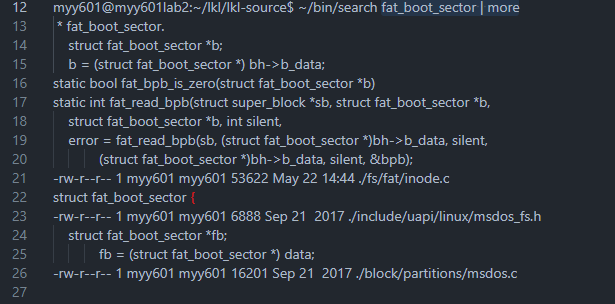 12 myy601@myy601lab2:~/lkl/lkl-source$ ~/bin/search fat_boot_sector | more
13 * fat_boot_sector.
14 struct fat_boot_sector *b;
15 b = (struct fat_boot_sector *) bh->b_data;
16 static bool fat_bpb_is_zero(struct fat_boot_sector *b)
17 static int fat_read_bpb(struct super_block *sb, struct fat_boot_sector *b,
18 struct fat_boot_sector *b, int silent,
19 error = fat_read_bpb(sb, (struct fat_boot_sector *)bh->b_data, silent,
20 (struct fat_boot_sector *)bh->b_data, silent, &bpb);
21 -rw-r--r-- 1 myy601 myy601 53622 May 22 14:44 ./fs/fat/inode.c
22 struct fat_boot_sector {
23 -rw-r--r-- 1 myy601 myy601 6888 Sep 21  2017 ./include/uapi/linux/msdos_fs.h
24 struct fat_boot_sector *fb;
25 fb = (struct fat_boot_sector *) data;
26 -rw-r--r-- 1 myy601 myy601 16201 Sep 21  2017 ./block/partitions/msdos.c
27